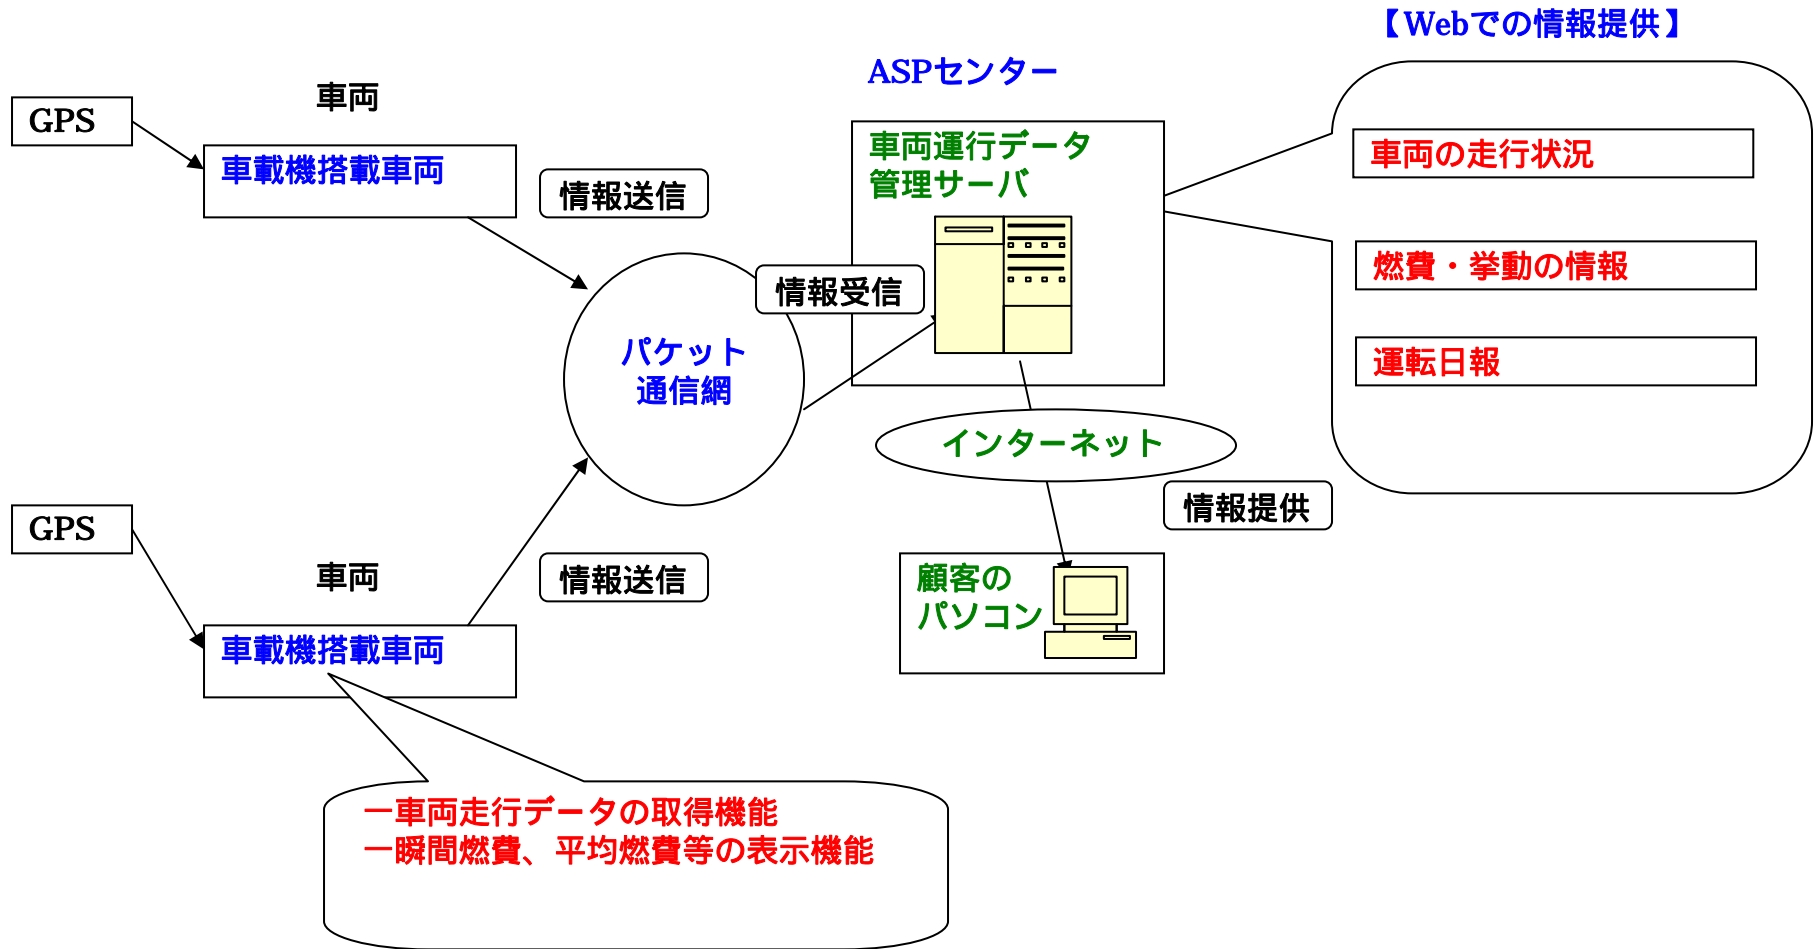 【Webでの情報提供】
ASPセンター
車両
GPS
車載機搭載車両
情報送信
車両運行データ
管理サーバ
車両の走行状況
燃費・挙動の情報
運転日報
情報受信
パケット
通信網
インターネット
情報提供
GPS
車両
情報送信
顧客の
パソコン
車載機搭載車両
ー車両走行データの取得機能
ー瞬間燃費、平均燃費等の表示機能